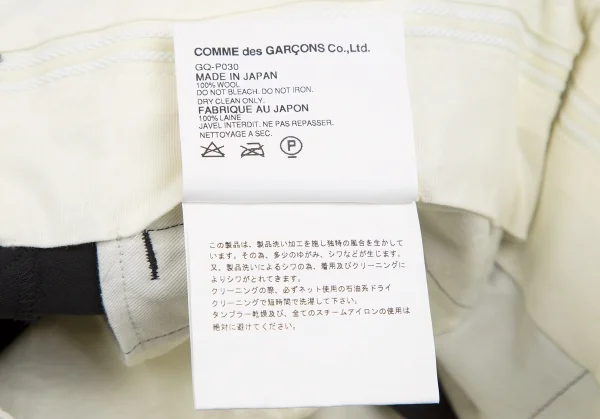 COMME des GARÇONS Co.,Ltd.
GQ-P030
MADE IN JAPAN
100% WOOL
DO NOT BLEACH. DO NOT IRON.
DRY CLEAN ONLY.
FABRIQUE AU JAPON
100% LAINE
JAVEL INTERDIT. NE PAS REPASSER.
NETTOYAGE A SEC.
P
この製品は、製品洗い加工を施し独特の風合を生かして
います。その為、多少のゆがみ、シワなどが生じます。
又、製品洗いによるシワの為、着用及びクリーニング
によりシワがとれてきます。
クリーニングの際、必ずネット使用の石油系ドライ
クリーニングで短時間で洗濯して下さい。
タンブラー乾燥及び、全てのスチームアイロンの使用は
絶対に避けてください。